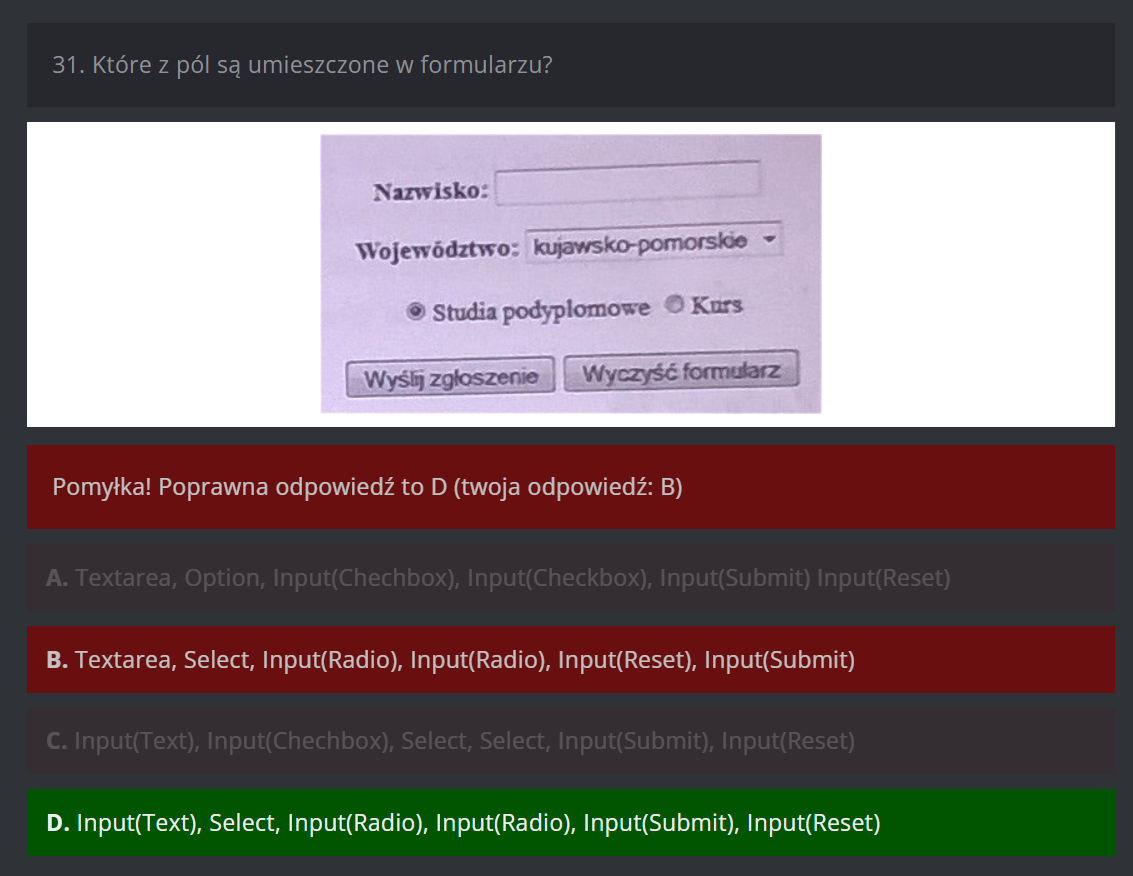 31. Które z pól są umieszczone w formularzu?
Nazwisko:
Województwo: kujawsko-pomorskie
Studia podyplomowe Kurs
Wyślij zgłoszenie Wyczyść formularz
Pomyłka! Poprawna odpowiedź to D (twoja odpowiedź: B)
A. Textarea, Option, Input(Chechbox), Input(Checkbox), Input(Submit) Input(Reset)
B. Textarea, Select, Input(Radio), Input(Radio), Input(Reset), Input(Submit)
C. Input(Text), Input(Chechbox), Select, Select, Input(Submit), Input(Reset)
D. Input(Text), Select, Input(Radio), Input(Radio), Input(Submit), Input(Reset)